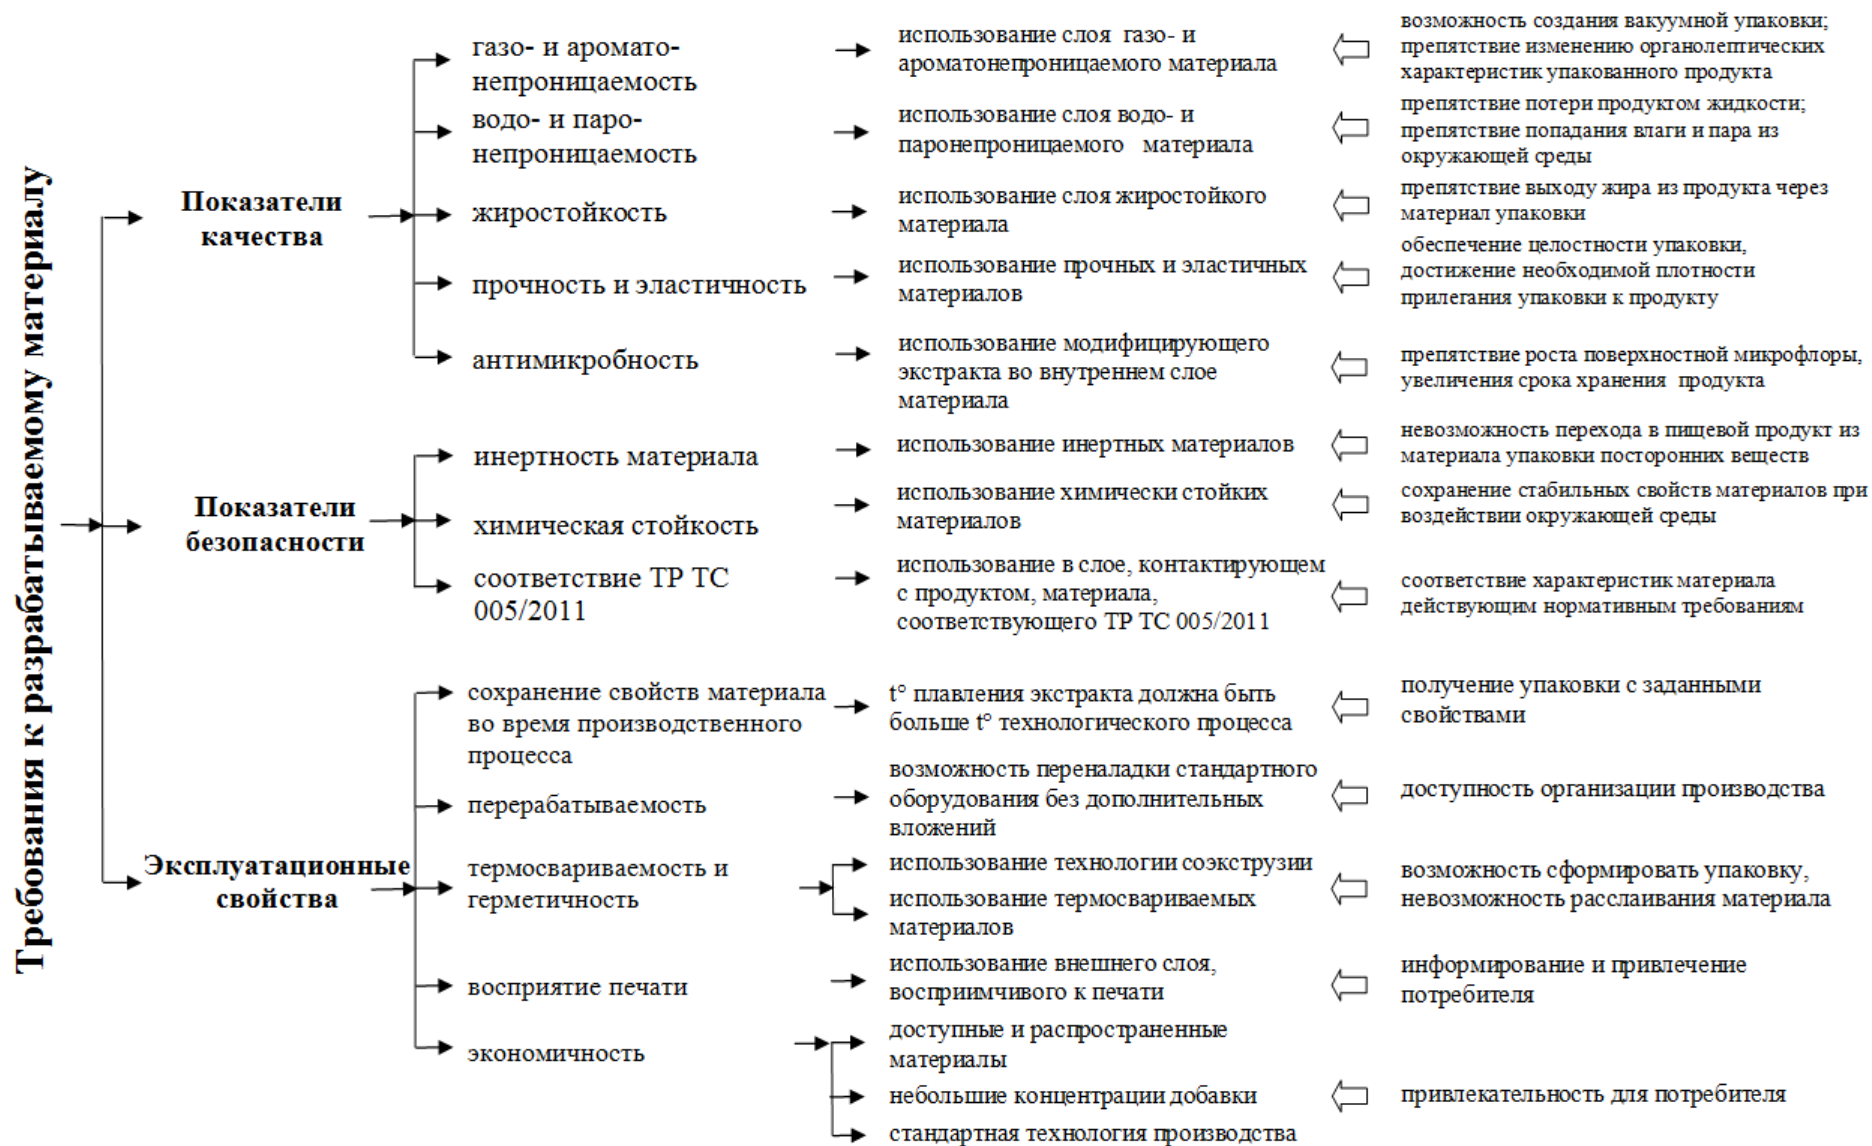 Требования к разрабатываемому материалу
Показатели
качества
газо- и аромато-
непроницаемость
использование слоя газо- и
ароматонепроницаемого материала
возможность создания вакуумной упаковки;
препятствие изменению органолептических
характеристик упакованного продукта
водо- и паро-
непроницаемость
использование слоя водо- и
паронепроницаемого материала
препятствие потери продуктом жидкости;
препятствие попадания влаги и пара из
окружающей среды
жиростойкость
использование слоя жиростойкого
материала
препятствие выходу жира из продукта через
материал упаковки
прочность и эластичность
использование прочных и эластичных
материалов
обеспечение целостности упаковки,
достижение необходимой плотности
прилегания упаковки к продукту
антимикробность
использование модифицирующего
экстракта во внутреннем слое
материала
препятствие роста поверхностной микрофлоры,
увеличения срока хранения продукта
Показатели
безопасности
инертность материала
использование инертных материалов
невозможность перехода в пищевой продукт из
материала упаковки посторонних веществ
химическая стойкость
использование химически стойких
материалов
сохранение стабильных свойств материалов при
воздействии окружающей среды
соответствие ТР ТС
005/2011
использование в слое, контактирующем
с продуктом, материала,
соответствующего ТР ТС 005/2011
соответствие характеристик материала
действующим нормативным требованиям
Эксплуатационные
свойства
сохранение свойств материала
во время производственного
процесса
t° плавления экстракта должна быть
больше t° технологического процесса
получение упаковки с заданными
свойствами
перерабатываемость
возможность переналадки стандартного
оборудования без дополнительных
вложений
доступность организации производства
термосвариваемость и
герметичность
использование технологии соэкструзии
использование термосвариваемых
материалов
возможность сформировать упаковку,
невозможность расслаивания материала
восприятие печати
использование внешнего слоя,
восприимчивого к печати
информирование и привлечение
потребителя
экономичность
доступные и распространенные
материалы
небольшие концентрации добавки
стандартная технология производства
привлекательность для потребителя